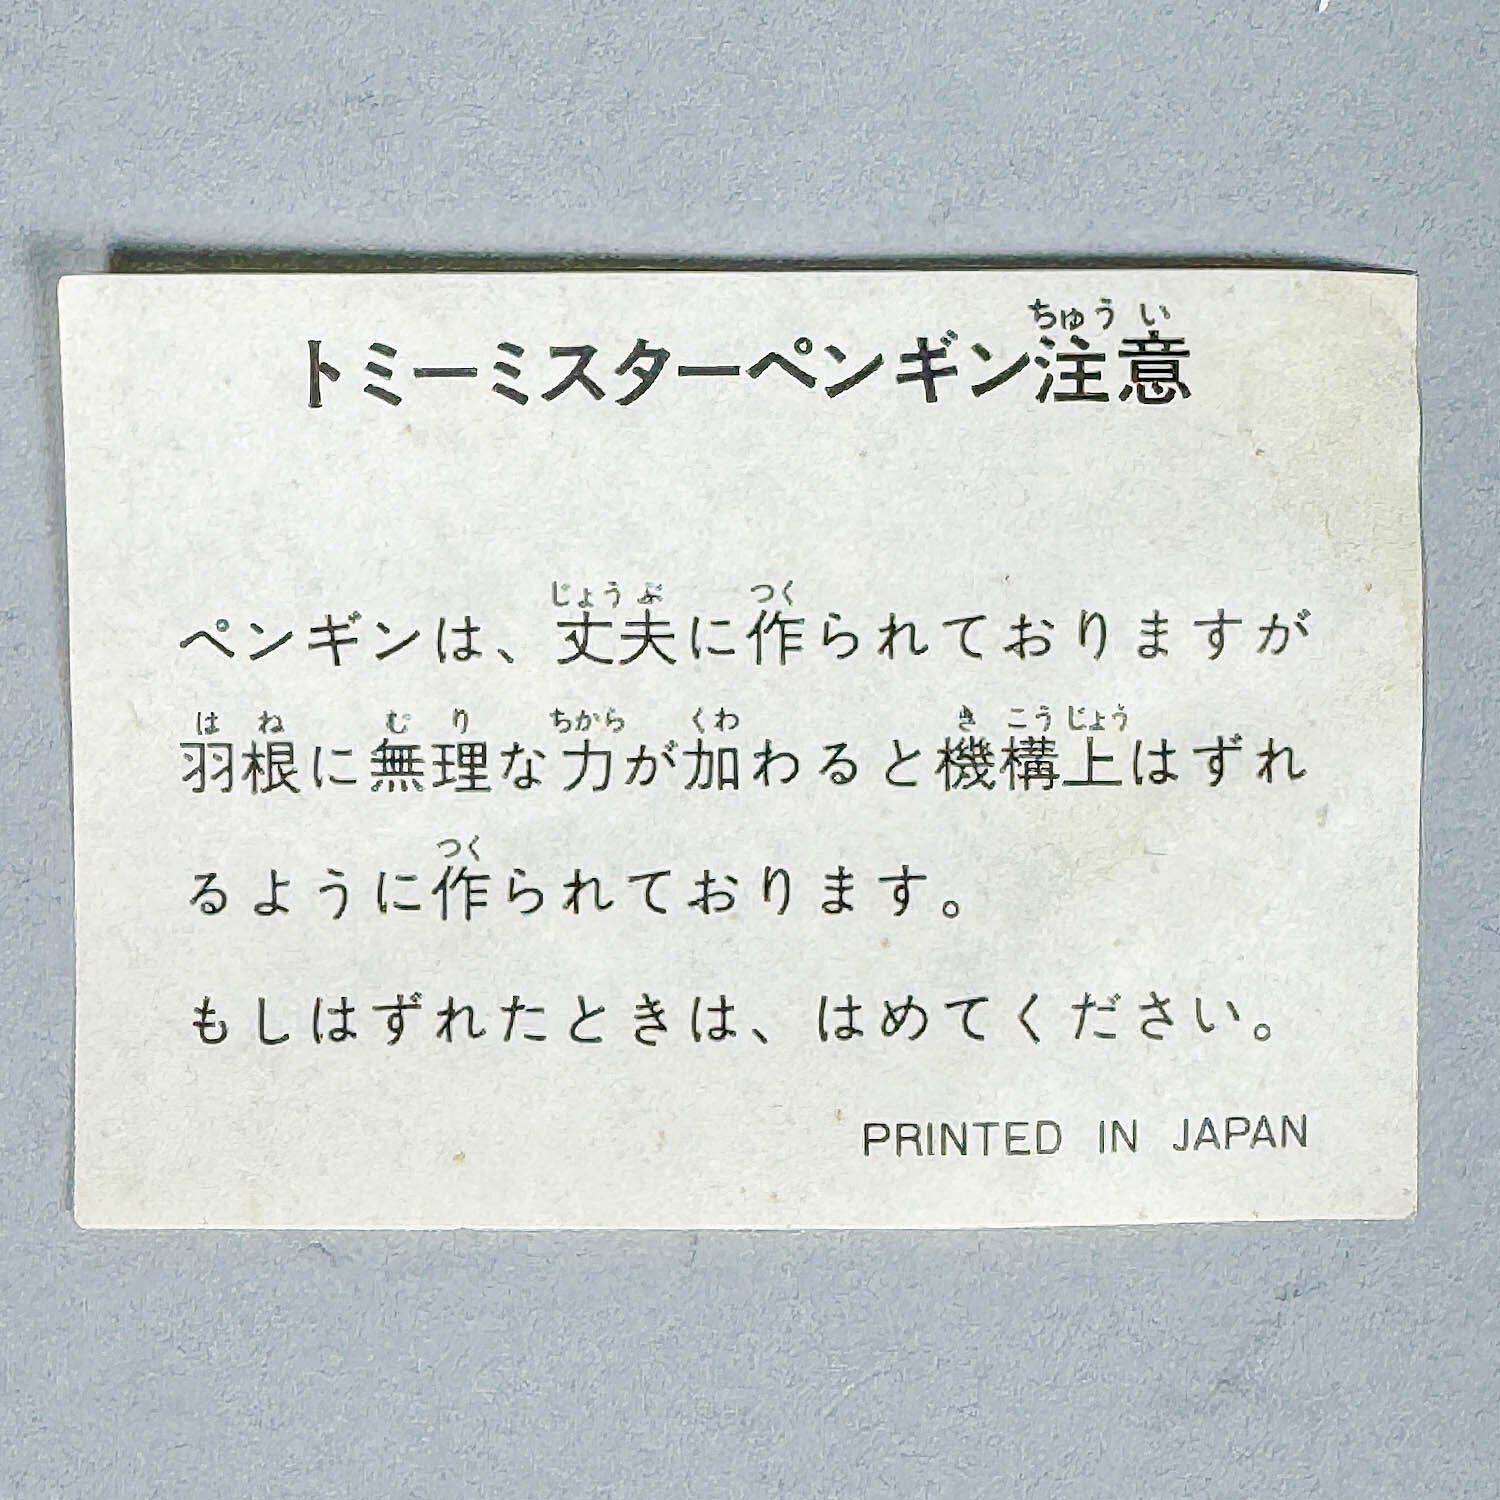 トミーミスターペンギン注意
ペンギンは、丈夫に作られておりますが
羽根に無理な力が加わると機構上はずれ
るように作られております。
もしはずれたときは、はめてください。
PRINTED IN JAPAN